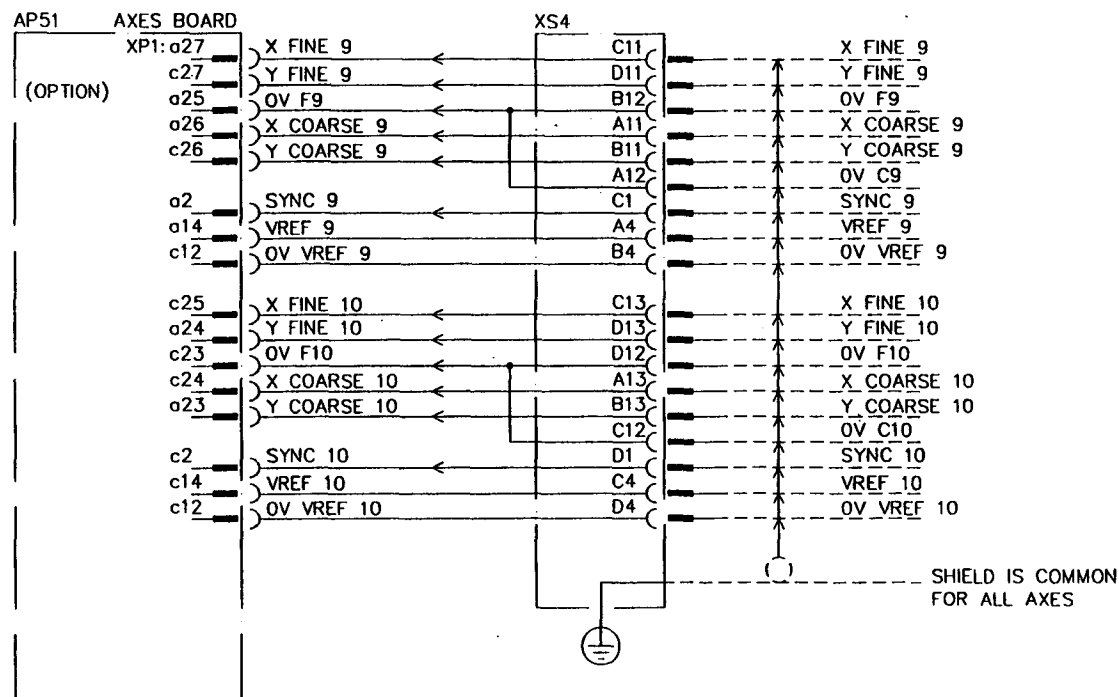 AP51 AXES BOARD XS4
XP1: a27 X FINE 9 C11 X FINE 9
c27 Y FINE 9 D11 Y FINE 9
(OPTION)
a25 0V F9 B12 0V F9
a26 X COARSE 9 A11 X COARSE 9
c26 Y COARSE 9 B11 Y COARSE 9
A12 0V C9
a2 SYNC 9 C1 SYNC 9
a14 VREF 9 A4 VREF 9
c12 0V VREF 9 B4 0V VREF 9
c25 X FINE 10 C13 X FINE 10
a24 Y FINE 10 D13 Y FINE 10
c23 0V F10 D12 0V F10
c24 X COARSE 10 A13 X COARSE 10
a23 Y COARSE 10 B13 Y COARSE 10
C12 0V C10
c2 SYNC 10 D1 SYNC 10
c14 VREF 10 C4 VREF 10
c12 0V VREF 10 D4 0V VREF 10
SHIELD IS COMMON
FOR ALL AXES